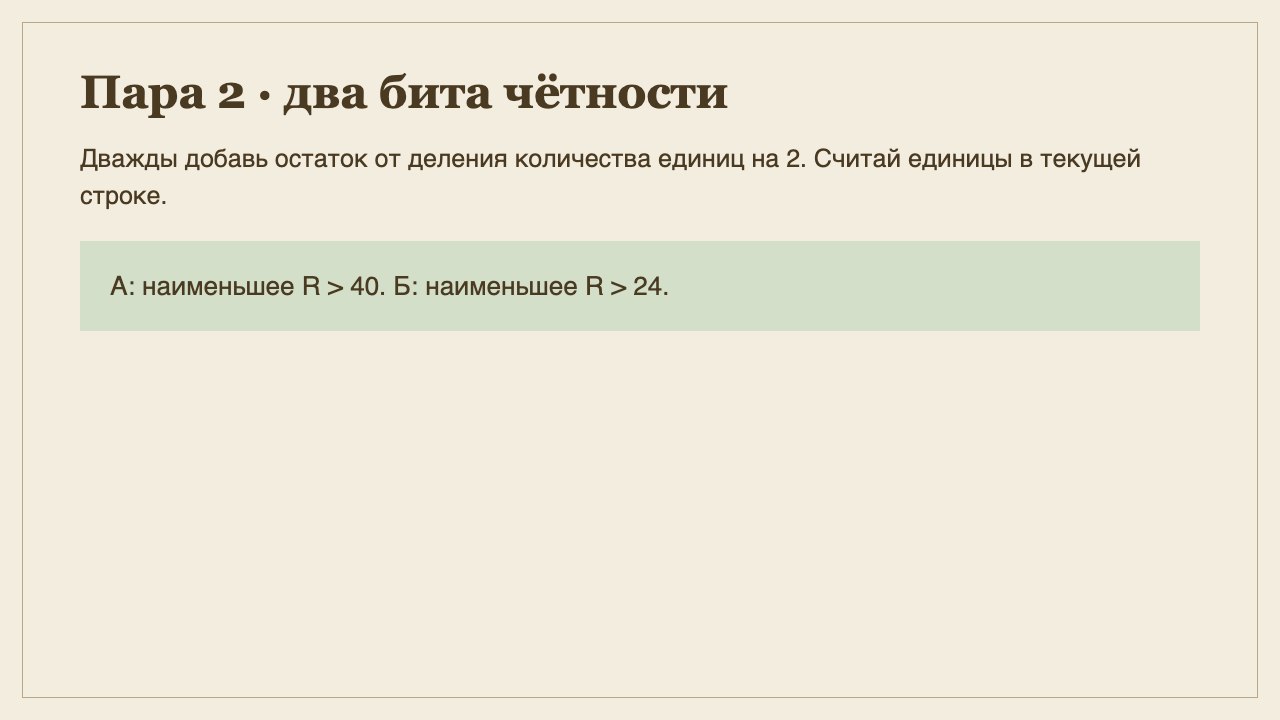 Пара 2 · два бита чётности
Дважды добавь остаток от деления количества единиц на 2. Считай единицы в текущей
строке.
А: наименьшее R > 40. Б: наименьшее R > 24.